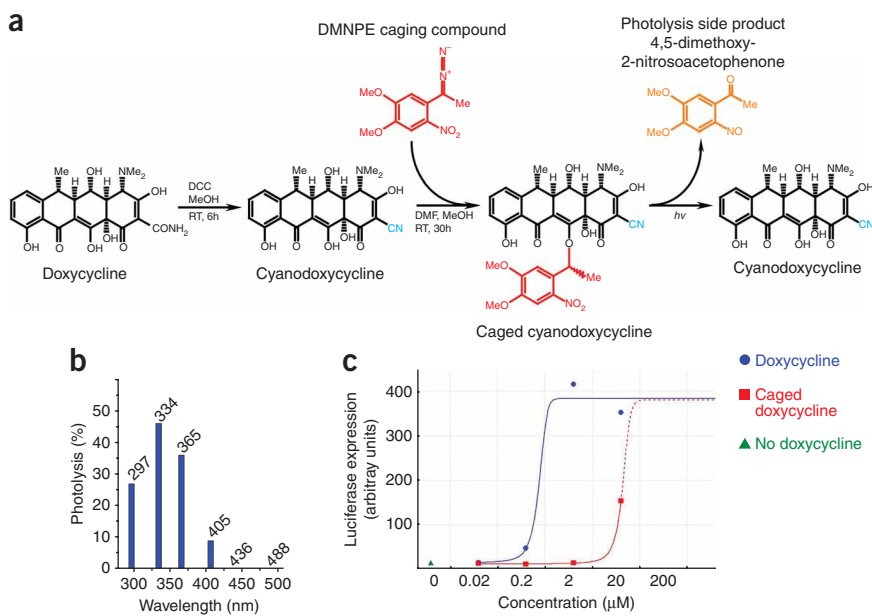 a
DMNPE caging compound
N⁻
N⁺
MeO
Me
MeO
NO₂
Photolysis side product
4,5-dimethoxy-
2-nitrosoacetophenone
O
MeO
Me
MeO
NO
Me OH NMe₂
H H
OH
CONH₂
OH
OH O OH O
Doxycycline
DCC
MeOH
RT, 6h
Me OH NMe₂
H H
OH
CN
OH
OH O OH O
Cyanodoxycycline
DMF, MeOH
RT, 30h
Me OH NMe₂
H H
OH
CN
OH
OH O O O
MeO
Me
MeO
NO₂
Caged cyanodoxycycline
hv
Me OH NMe₂
H H
OH
CN
OH
OH O OH O
Cyanodoxycycline
b
Photolysis (%)
50
40
30
20
10
0
297
334
365
405
436
488
300 350 400 450 500
Wavelength (nm)
c
Luciferase expression
(arbitray units)
400
300
200
100
0 0.02 0.2 2 20 200
Concentration (μM)
Doxycycline
Caged
doxycycline
No doxycycline